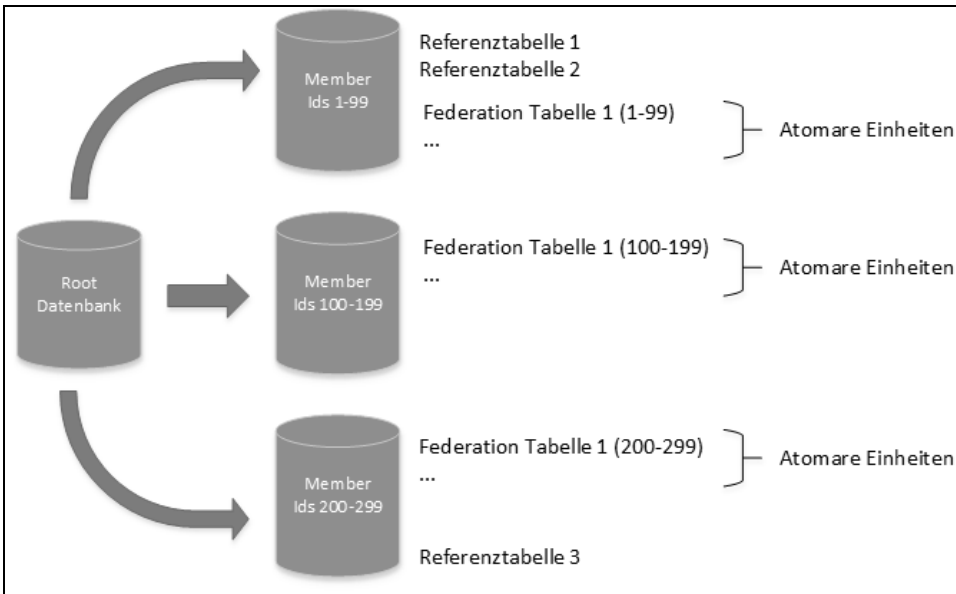 Referenztabelle 1
Referenztabelle 2
Member
Ids 1-99
Federation Tabelle 1 (1-99)
...
Atomare Einheiten
Root
Datenbank
Member
Ids 100-199
Federation Tabelle 1 (100-199)
...
Atomare Einheiten
Member
Ids 200-299
Federation Tabelle 1 (200-299)
...
Atomare Einheiten
Referenztabelle 3